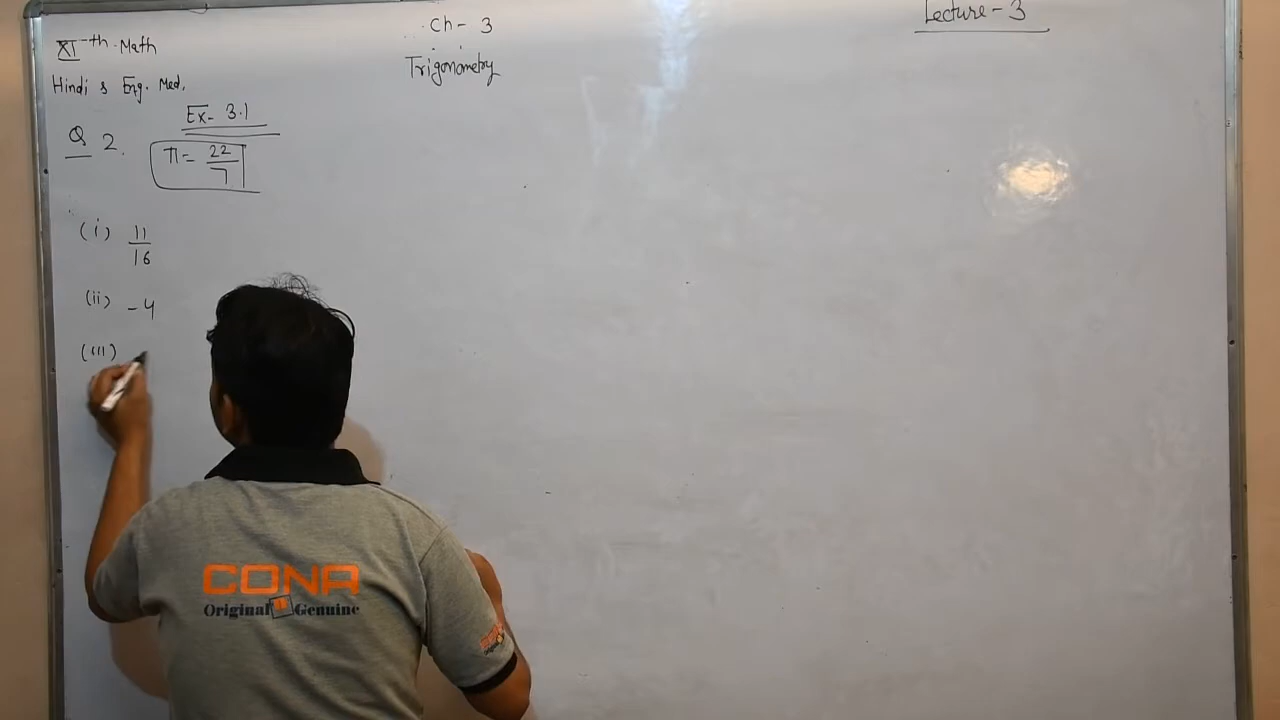 Lecture - 3
Ch - 3
XI-th Math
Trigonometry
Hindi & Eng. Med.
Ex- 3.1
Q 2.
π = 22/7
(i) 11/16
(ii) -4
(iii)
CONA
Original Genuine